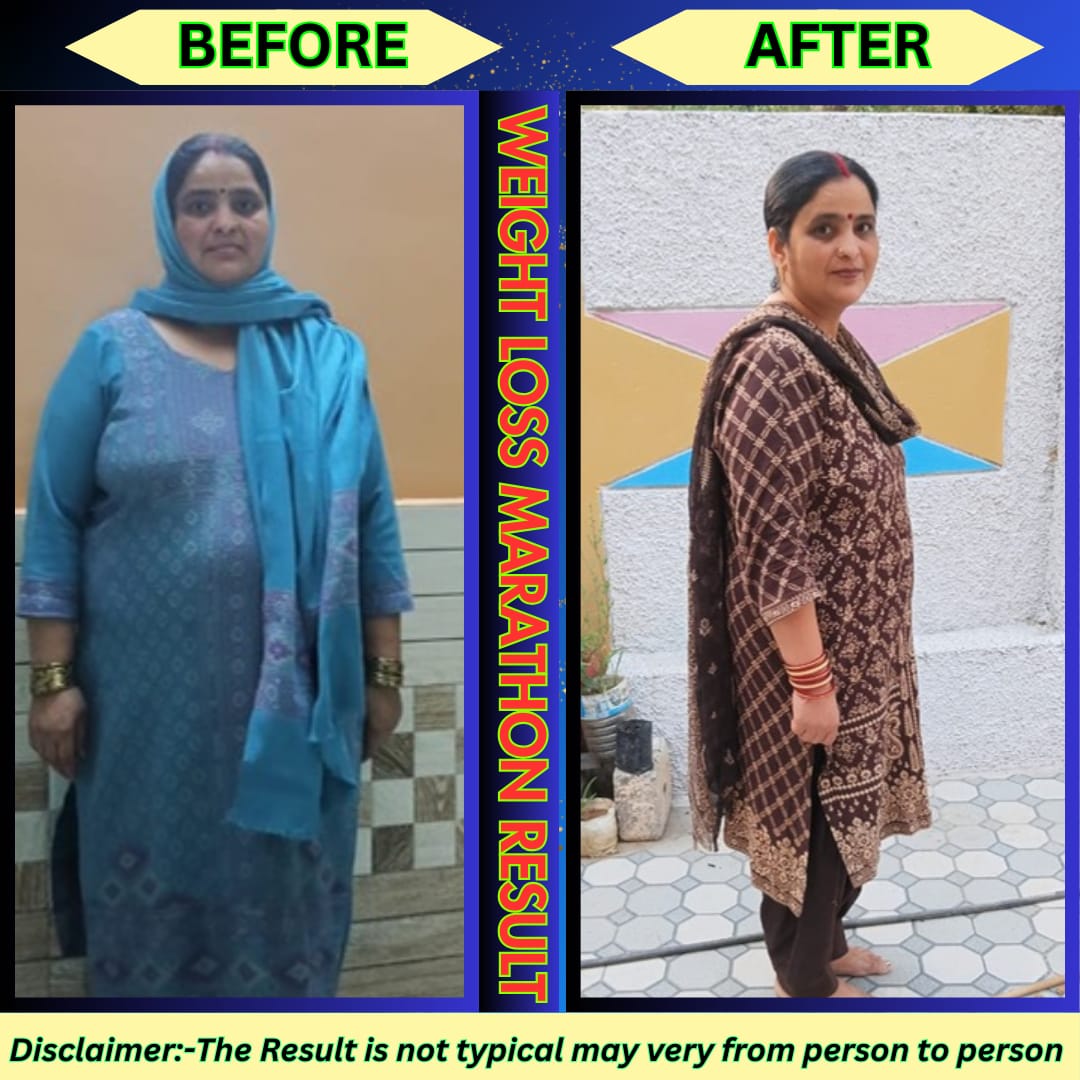 BEFORE
AFTER
WEIGHT LOSS MARATHON RESULT
Disclaimer:-The Result is not typical may very from person to person